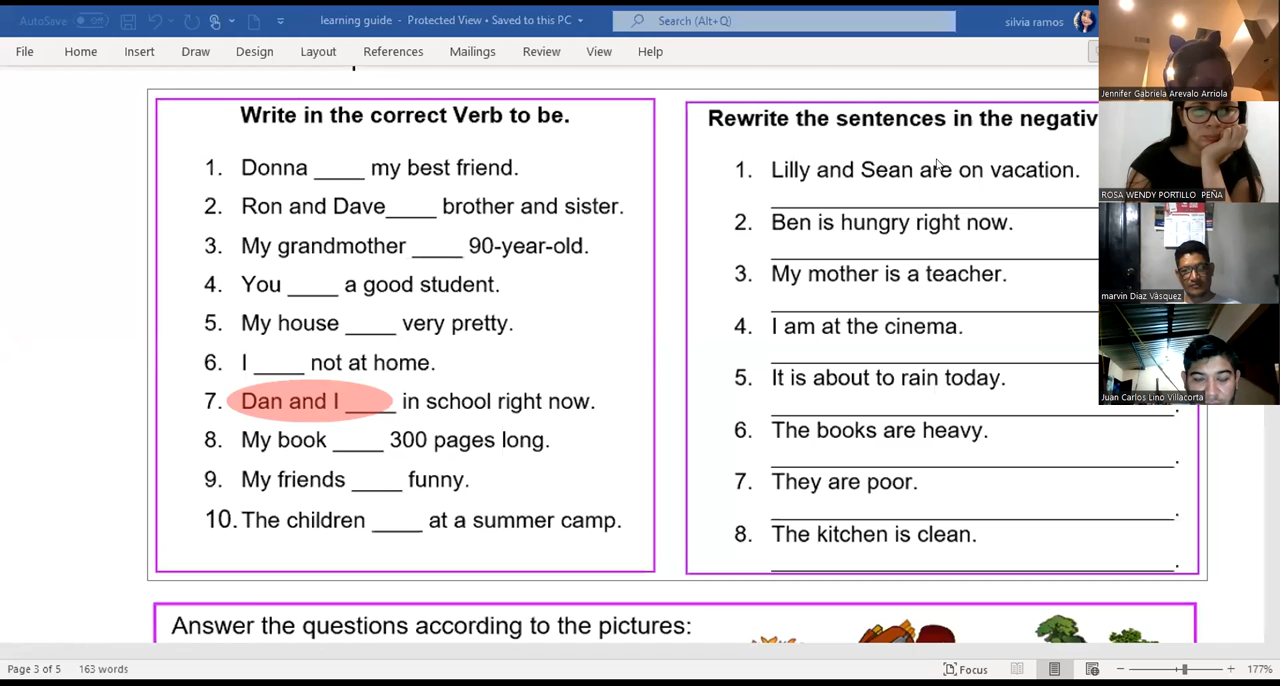 AutoSave Off
learning guide - Protected View • Saved to this PC
Search (Alt+Q)
silvia ramos
File Home Insert Draw Design Layout References Mailings Review View Help
Write in the correct Verb to be.
1. Donna ____ my best friend.
2. Ron and Dave____ brother and sister.
3. My grandmother ____ 90-year-old.
4. You ____ a good student.
5. My house ____ very pretty.
6. I ____ not at home.
7. Dan and I ____ in school right now.
8. My book ____ 300 pages long.
9. My friends ____ funny.
10. The children ____ at a summer camp.
Rewrite the sentences in the negativ
1. Lilly and Sean are on vacation.
2. Ben is hungry right now.
3. My mother is a teacher.
4. I am at the cinema.
5. It is about to rain today.
6. The books are heavy.
7. They are poor.
8. The kitchen is clean.
Answer the questions according to the pictures:
Jennifer Gabriela Arevalo Arriola
ROSA WENDY PORTILLO PEÑA
marvin Diaz Vàsquez
Juan Carlos Lino Villacorta
Page 3 of 5 163 words
Focus
177%